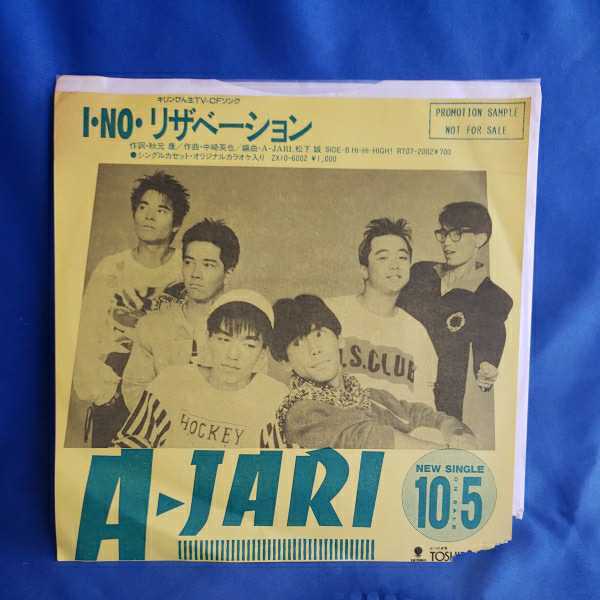 キリンびん生TV-CFソング
I・NO・リザベーション
PROMOTION SAMPLE
NOT FOR SALE
作詞・秋元 康/作曲・中崎英也/編曲・A-JARI, 松下 誠 SIDE-B Hi-Hi-HIGH! RT07-2002¥700
●シングルカセット・オリジナルカラオケ入り ZX10-6002 ¥1,000
.S.CLUB
HOCKEY
A-JARI
NEW SINGLE
10.5
ON SALE